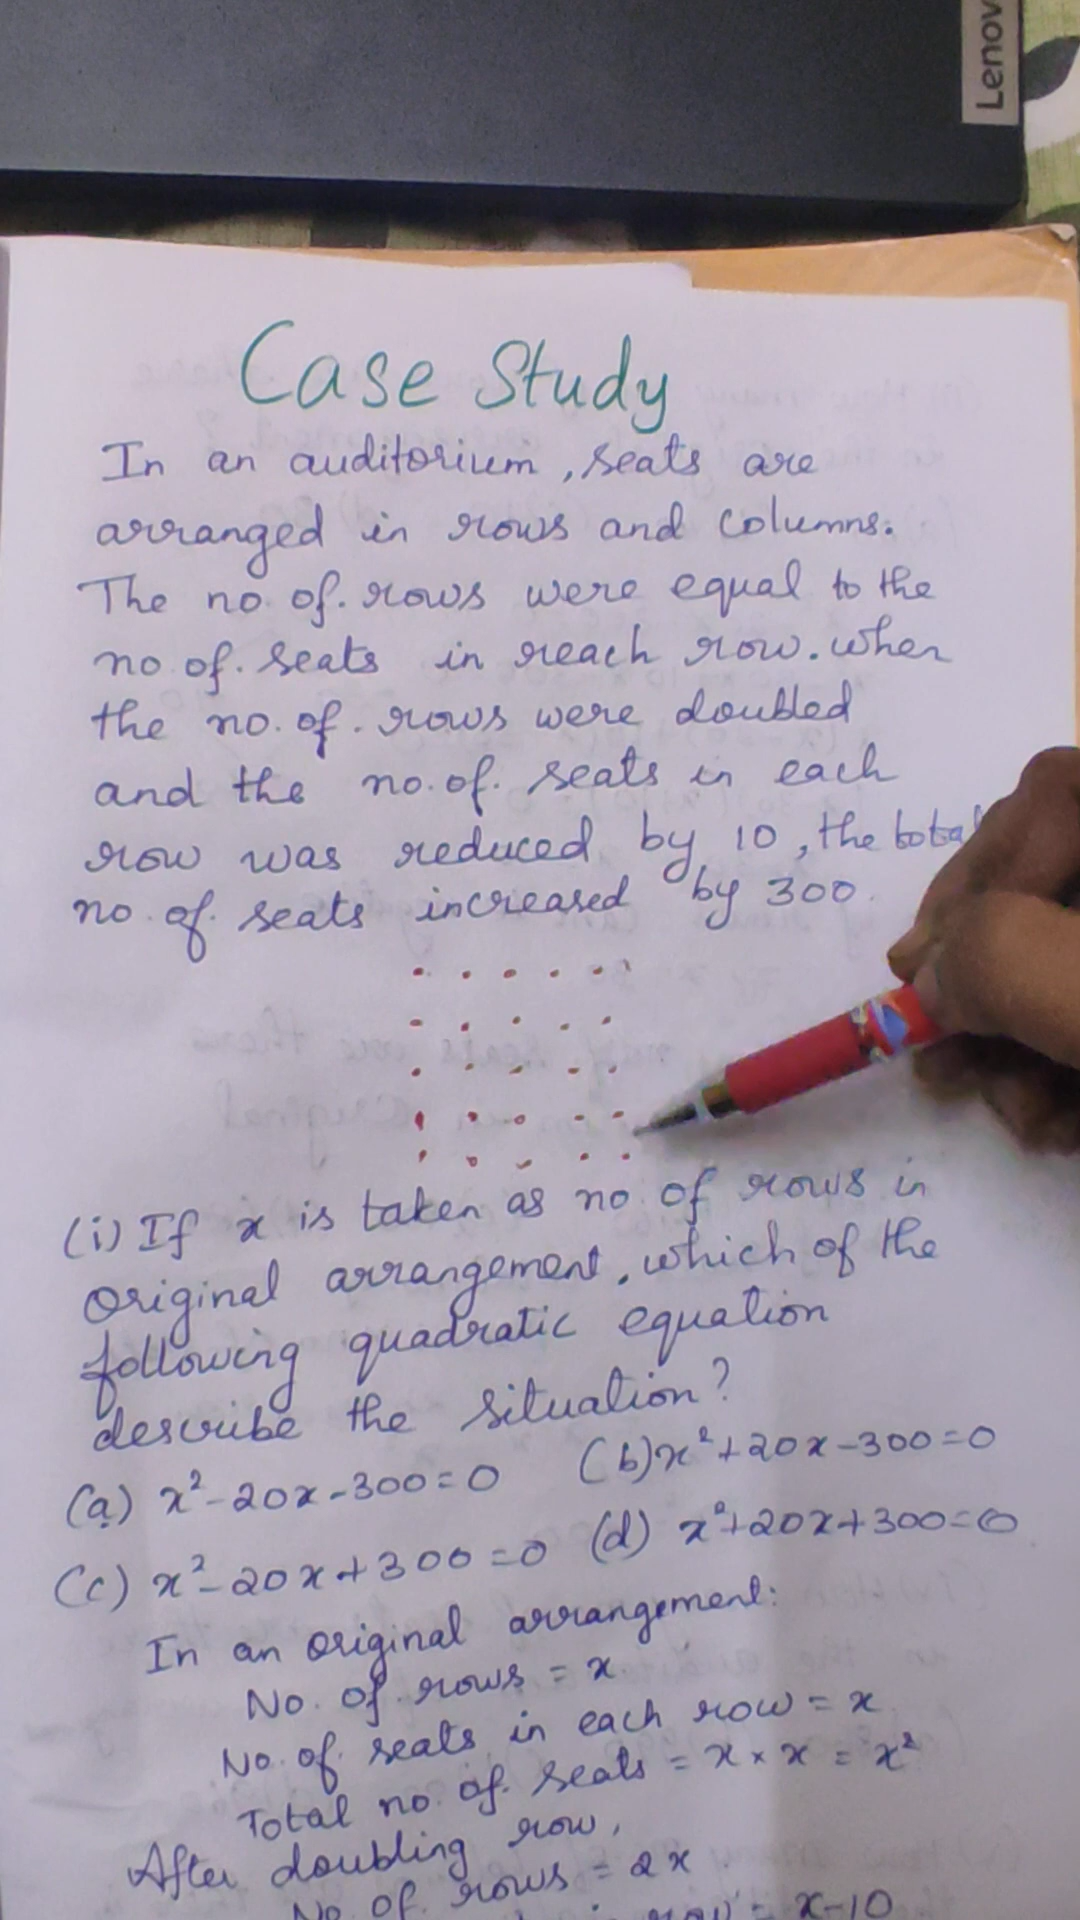 Lenov
Case Study
In an auditorium, seats are
arranged in rows and columns.
The no. of. rows were equal to the
no. of. seats in reach row. when
the no. of. rows were doubled
and the no. of. seats in each
row was reduced by 10, the total
no. of. seats increased by 300.
(i) If x is taken as no. of rows in
original arrangement, which of the
following quadratic equation
describe the situation?
(a) x²-20x-300=0 (b) x²+20x-300=0
(c) x²-20x+300=0 (d) x²+20x+300=0
In an original arrangement:
No. of. rows = x
No. of. seats in each row = x
Total no. of. seats = x × x = x²
After doubling row,
No. of. rows = 2x
row = x-10